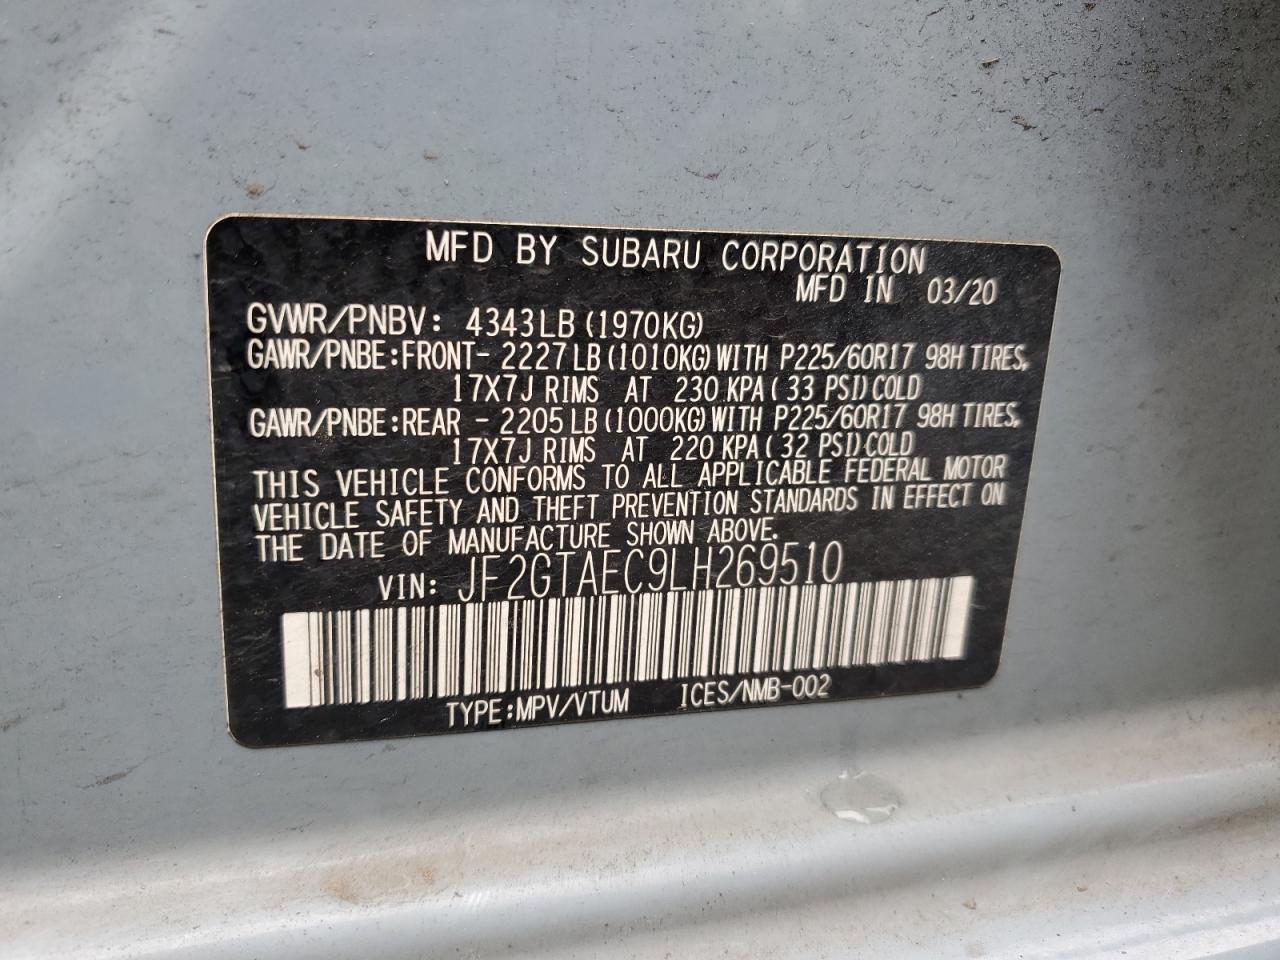 MFD BY SUBARU CORPORATION
MFD IN 03/20
GVWR/PNBV: 4343LB (1970KG)
GAWR/PNBE:FRONT- 2227LB (1010KG) WITH P225/60R17 98H TIRES,
17X7J RIMS AT 230 KPA ( 33 PSI) COLD
GAWR/PNBE:REAR - 2205LB (1000KG) WITH P225/60R17 98H TIRES,
17X7J RIMS AT 220 KPA ( 32 PSI) COLD
THIS VEHICLE CONFORMS TO ALL APPLICABLE FEDERAL MOTOR
VEHICLE SAFETY AND THEFT PREVENTION STANDARDS IN EFFECT ON
THE DATE OF MANUFACTURE SHOWN ABOVE.
VIN: JF2GTAEC9LH269510
TYPE:MPV/VTUM ICES/NMB-002